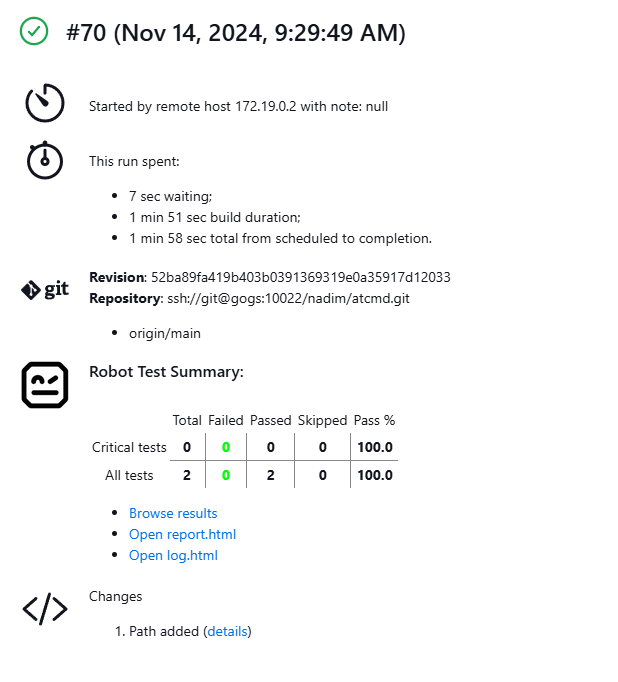 #70 (Nov 14, 2024, 9:29:49 AM)
Started by remote host 172.19.0.2 with note: null
This run spent:
7 sec waiting;
1 min 51 sec build duration;
1 min 58 sec total from scheduled to completion.
git
Revision: 52ba89fa419b403b0391369319e0a35917d12033
Repository: ssh://git@gogs:10022/nadim/atcmd.git
origin/main
Robot Test Summary:
Total Failed Passed Skipped Pass %
Critical tests 0 0 0 0 100.0
All tests 2 0 2 0 100.0
Browse results
Open report.html
Open log.html
Changes
1. Path added (details)